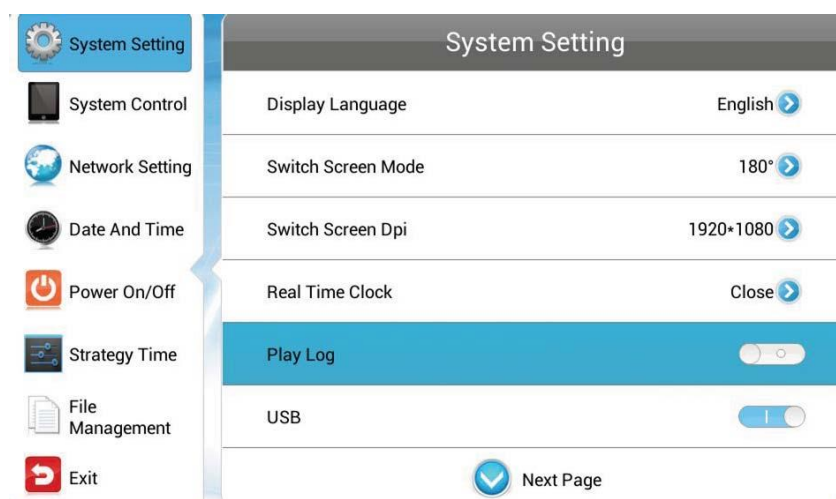 System Setting
System Control
Network Setting
Date And Time
Power On/Off
Strategy Time
File
Management
Exit
System Setting
Display Language English
Switch Screen Mode 180°
Switch Screen Dpi 1920*1080
Real Time Clock Close
Play Log
USB
Next Page